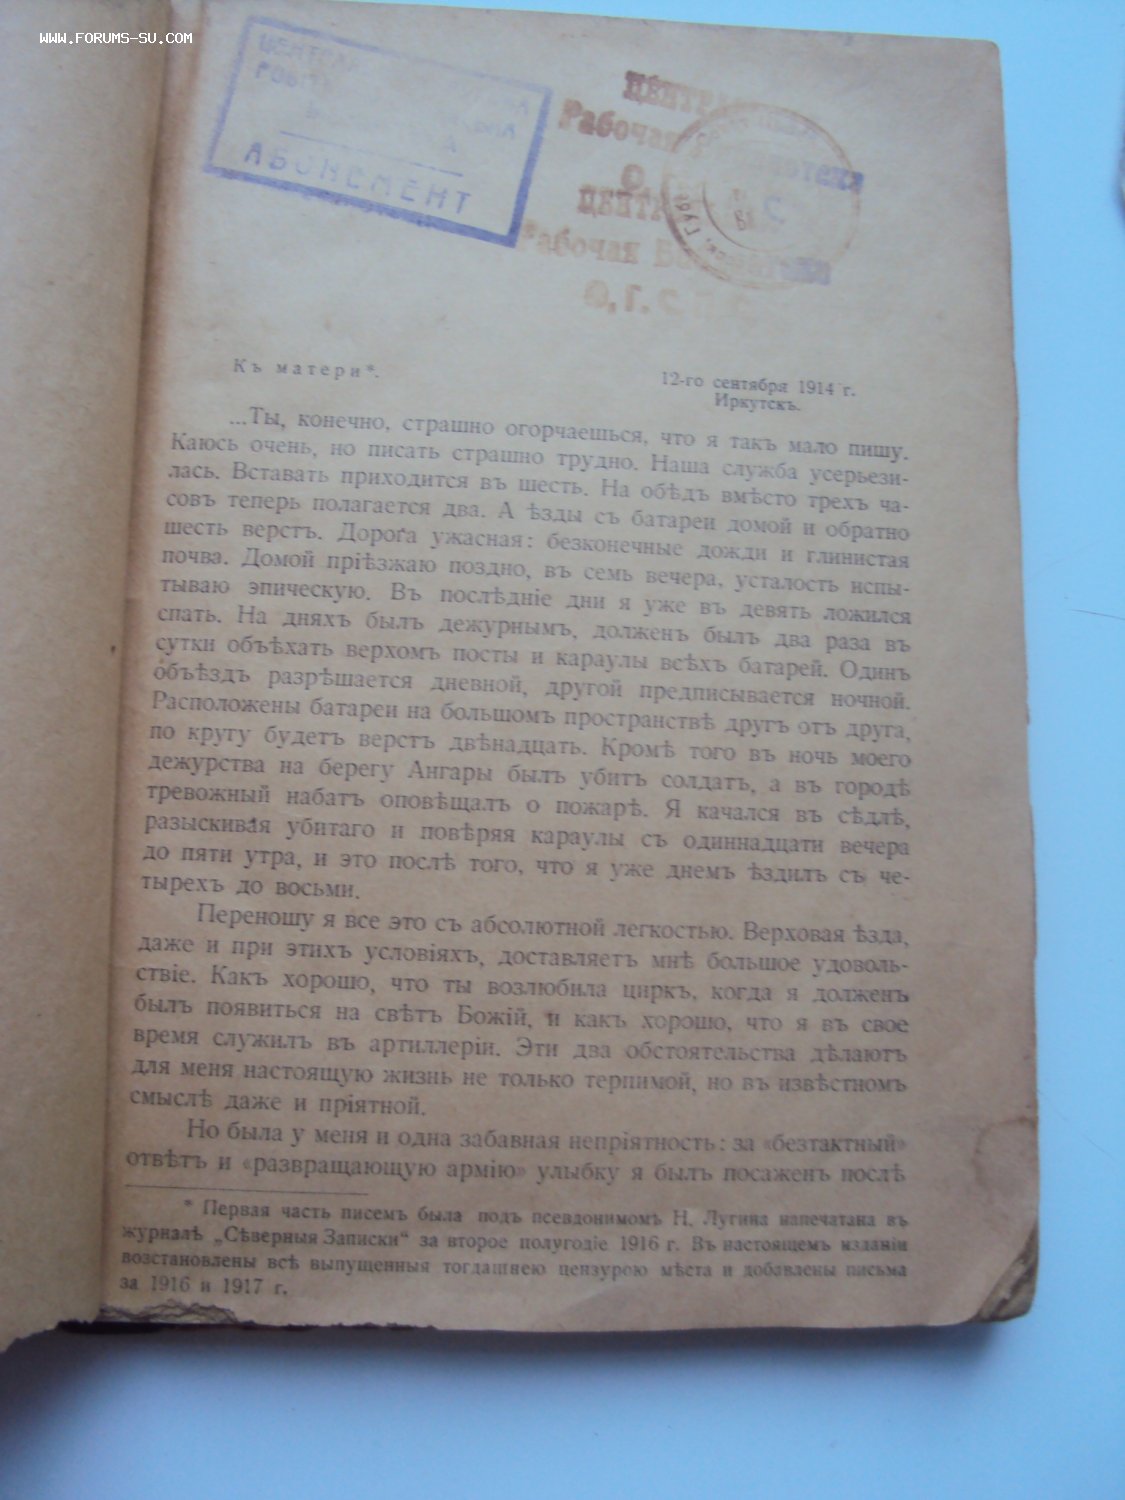 WWW.FORUMS-SU.COM
АБОНЕМЕНТ
Рабочая
ЦЕНТР
Рабочая
О.Г.С.
Къ матери*.
12-го сентября 1914 г.
Иркутскъ.
...Ты, конечно, страшно огорчаешься, что я такъ мало пишу.
Каюсь очень, но писать страшно трудно. Наша служба усерьези-
лась. Вставать приходится въ шесть. На обѣдъ вмѣсто трехъ ча-
совъ теперь полагается два. А ѣзды съ батареи домой и обратно
шесть верстъ. Дорога ужасная: безконечные дожди и глинистая
почва. Домой пріѣзжаю поздно, въ семь вечера, усталость испы-
тываю эпическую. Въ послѣдніе дни я уже въ девять ложился
спать. На дняхъ былъ дежурнымъ, долженъ былъ два раза въ
сутки объѣхать верхомъ посты и караулы всѣхъ батарей. Одинъ
объѣздъ разрѣшается дневной, другой предписывается ночной.
Расположены батареи на большомъ пространствѣ другъ отъ друга,
по кругу будетъ верстъ двѣнадцать. Кромѣ того въ ночь моего
дежурства на берегу Ангары былъ убитъ солдатъ, а въ городѣ
тревожный набатъ оповѣщалъ о пожарѣ. Я качался въ сѣдлѣ,
разыскивая убитаго и повѣряя караулы съ одиннадцати вечера
до пяти утра, и это послѣ того, что я уже днемъ ѣздилъ съ че-
тырехъ до восьми.
Переношу я все это съ абсолютной легкостью. Верховая ѣзда,
даже и при этихъ условіяхъ, доставляетъ мнѣ большое удоволь-
ствіе. Какъ хорошо, что ты возлюбила циркъ, когда я долженъ
былъ появиться на свѣтъ Божій, и какъ хорошо, что я въ свое
время служилъ въ артиллеріи. Эти два обстоятельства дѣлаютъ
для меня настоящую жизнь не только терпимой, но въ извѣстномъ
смыслѣ даже и пріятной.
Но была у меня и одна забавная непріятность: за «безтактный»
отвѣтъ и «развращающую армію» улыбку я былъ посаженъ послѣ
* Первая часть писемъ была подъ псевдонимомъ Н. Лугина напечатана въ
журналѣ „Сѣверныя Записки“ за второе полугодіе 1916 г. Въ настоящемъ изданіи
возстановлены всѣ выпущенныя тогдашнею цензурою мѣста и добавлены письма
за 1916 и 1917 г.